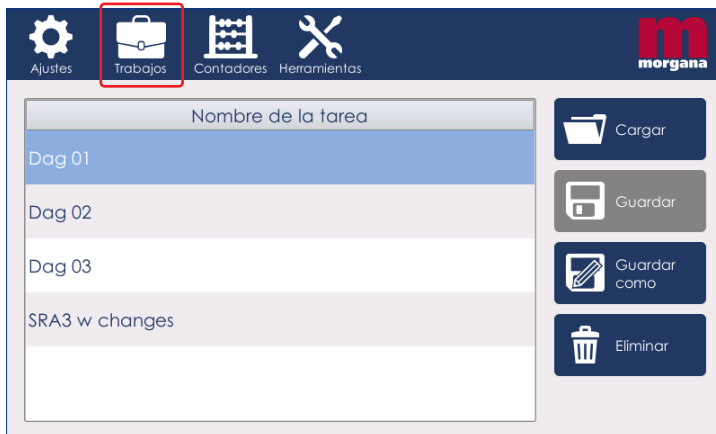 Ajustes
Trabajos
Contadores
Herramientas
morgana
Nombre de la tarea
Dag 01
Dag 02
Dag 03
SRA3 w changes
Cargar
Guardar
Guardar
como
Eliminar